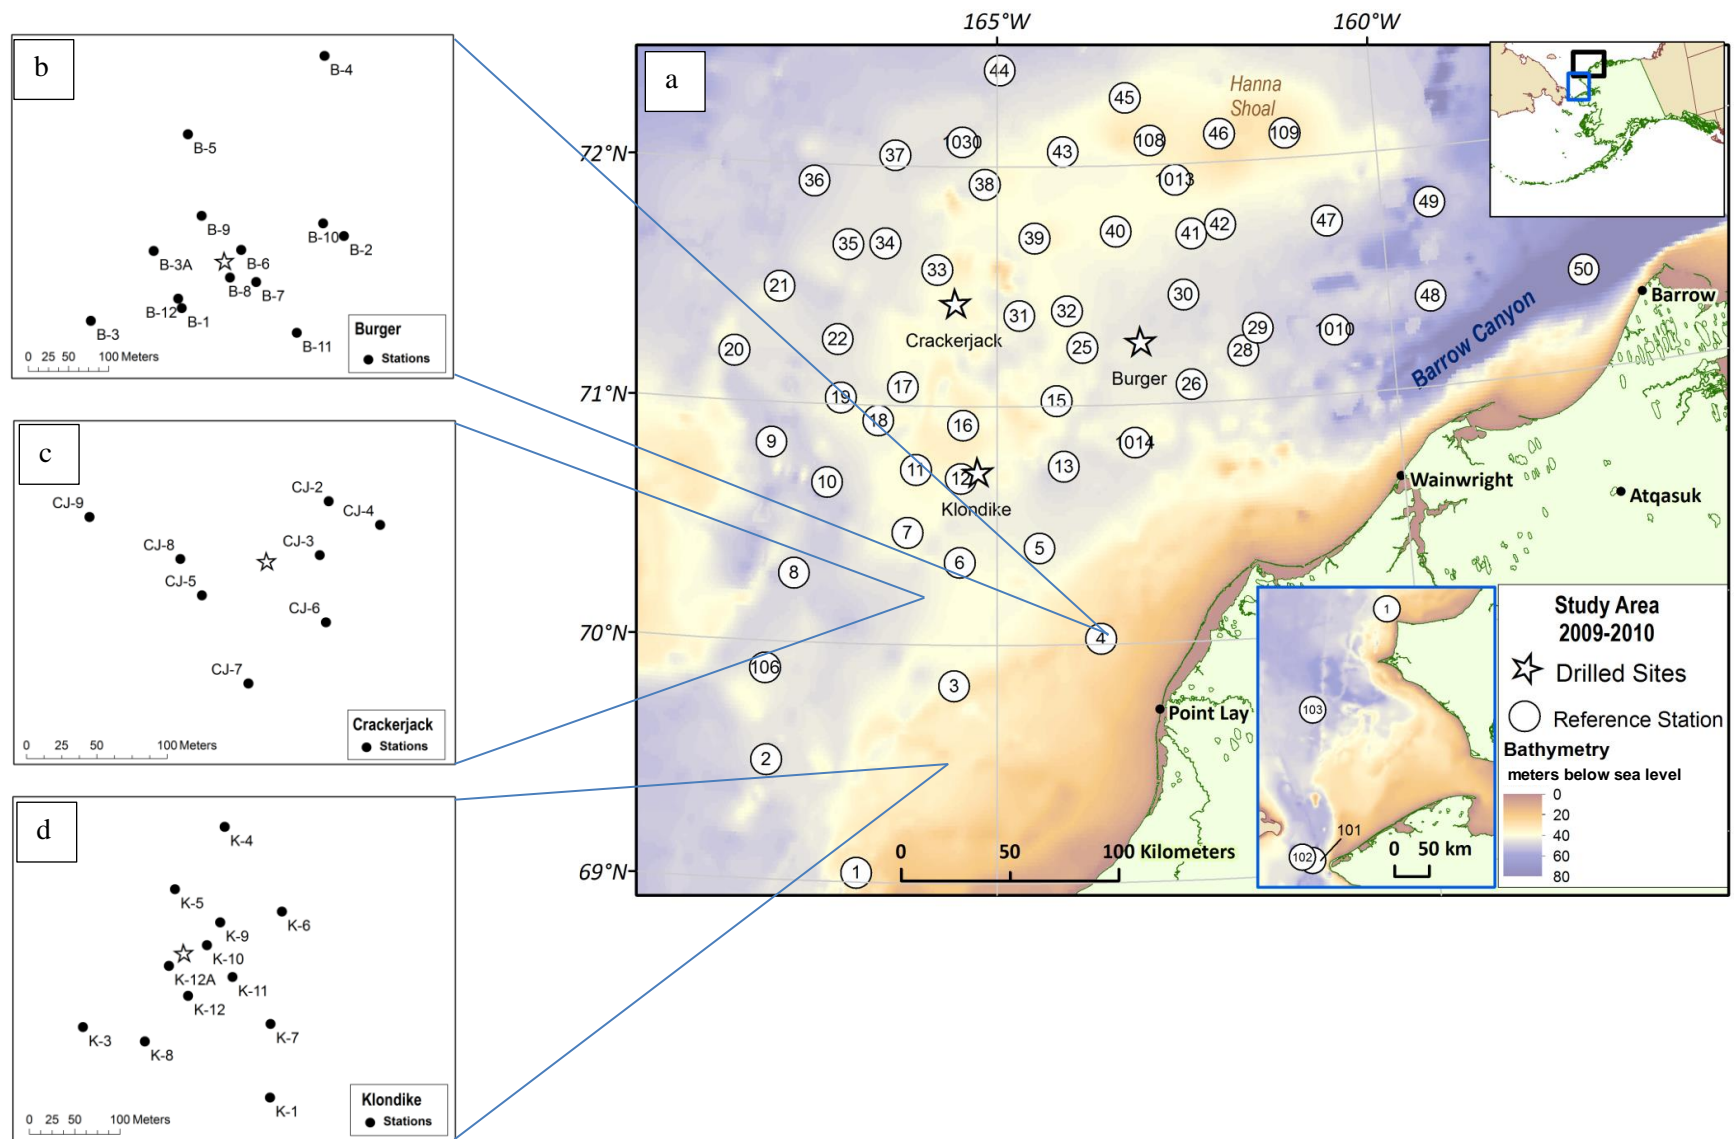 b
B-4
B-5
B-9
B-10
B-2
B-3A
B-6
B-8
B-7
B-12
B-1
B-3
B-11
Burger
Stations
0 25 50 100 Meters
c
CJ-9
CJ-2
CJ-4
CJ-8
CJ-3
CJ-5
CJ-6
CJ-7
Crackerjack
Stations
0 25 50 100 Meters
d
K-4
K-5
K-6
K-9
K-10
K-12A
K-11
K-12
K-3
K-8
K-7
K-1
Klondike
Stations
0 25 50 100 Meters
165°W 160°W
a
72°N
71°N
70°N
69°N
44
45
Hanna
Shoal
37
1030
43
108
46
109
36
38
1013
49
35
34
39
40
41
42
47
33
21
50
30
48
Barrow
31
32
Crackerjack
20
22
25
Burger
28
29
1010
Barrow Canyon
19
17
15
26
18
16
9
1014
10
11
12
13
Klondike
Wainwright
Atqasuk
7
5
6
8
4
106
3
Point Lay
2
1
0 50 100 Kilometers
1
103
101
102
0 50 km
Study Area
2009-2010
Drilled Sites
Reference Station
Bathymetry
meters below sea level
0
20
40
60
80